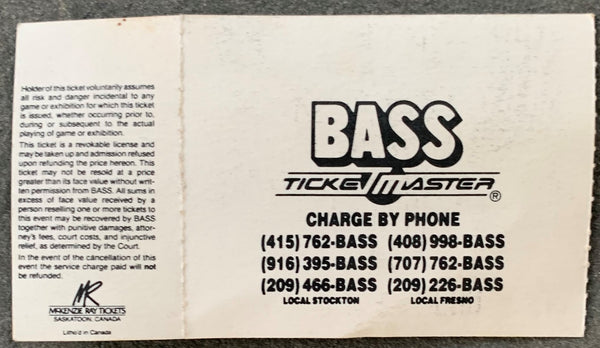 Holder of this ticket voluntarily assumes
all risk and danger incidental to any
game or exhibition for which this ticket
is issued, whether occurring prior to,
during or subsequent to the actual
playing of game or exhibition.
This ticket is a revokable license and
may be taken up and admission refused
upon refunding the price hereon. This
ticket may not be resold at a price
greater than its face value without writ-
ten permission from BASS. All sums in
excess of face value received by a
person reselling one or more tickets to
this event may be recovered by BASS
together with punitive damages, attor-
ney's fees, court costs, and injunctive
relief, as determined by the Court.
In the event of the cancellation of this
event the service charge paid will not
be refunded.
MR
McKENZIE RAY TICKETS
SASKATOON, CANADA
Litho'd in Canada
BASS
TICKETMASTER®
CHARGE BY PHONE
(415) 762-BASS (408) 998-BASS
(916) 395-BASS (707) 762-BASS
(209) 466-BASS (209) 226-BASS
LOCAL STOCKTON LOCAL FRESNO